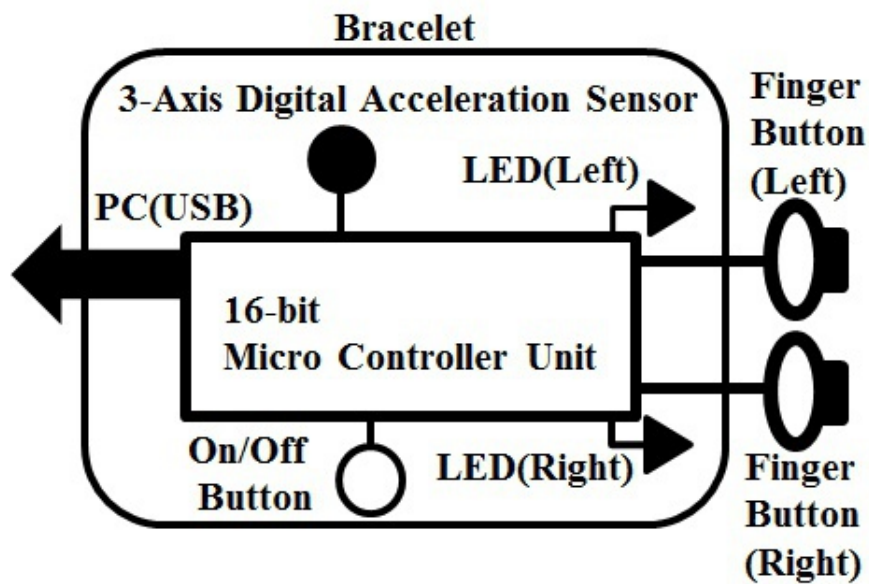 Bracelet
3-Axis Digital Acceleration Sensor
Finger
Button
(Left)
LED(Left)
PC(USB)
16-bit
Micro Controller Unit
On/Off
Button
LED(Right)
Finger
Button
(Right)